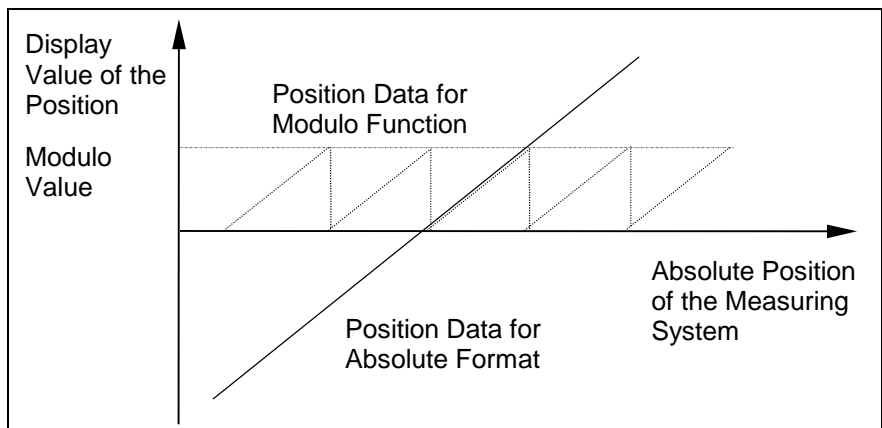 Display
Value of the
Position
Position Data for
Modulo Function
Modulo
Value
Absolute Position
of the Measuring
System
Position Data for
Absolute Format